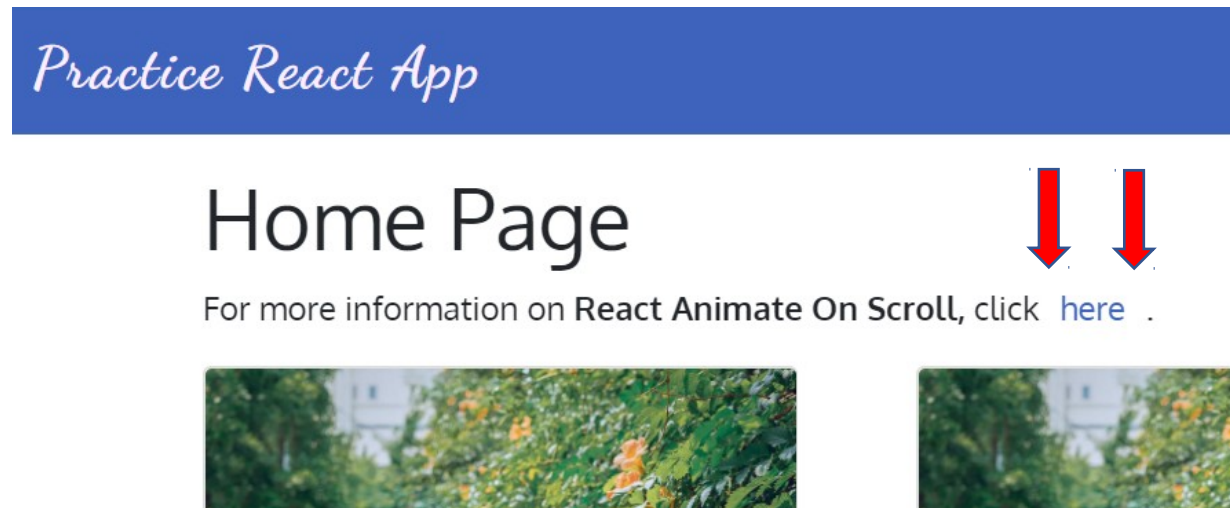 Practice React App
Home Page
For more information on React Animate On Scroll, click here .